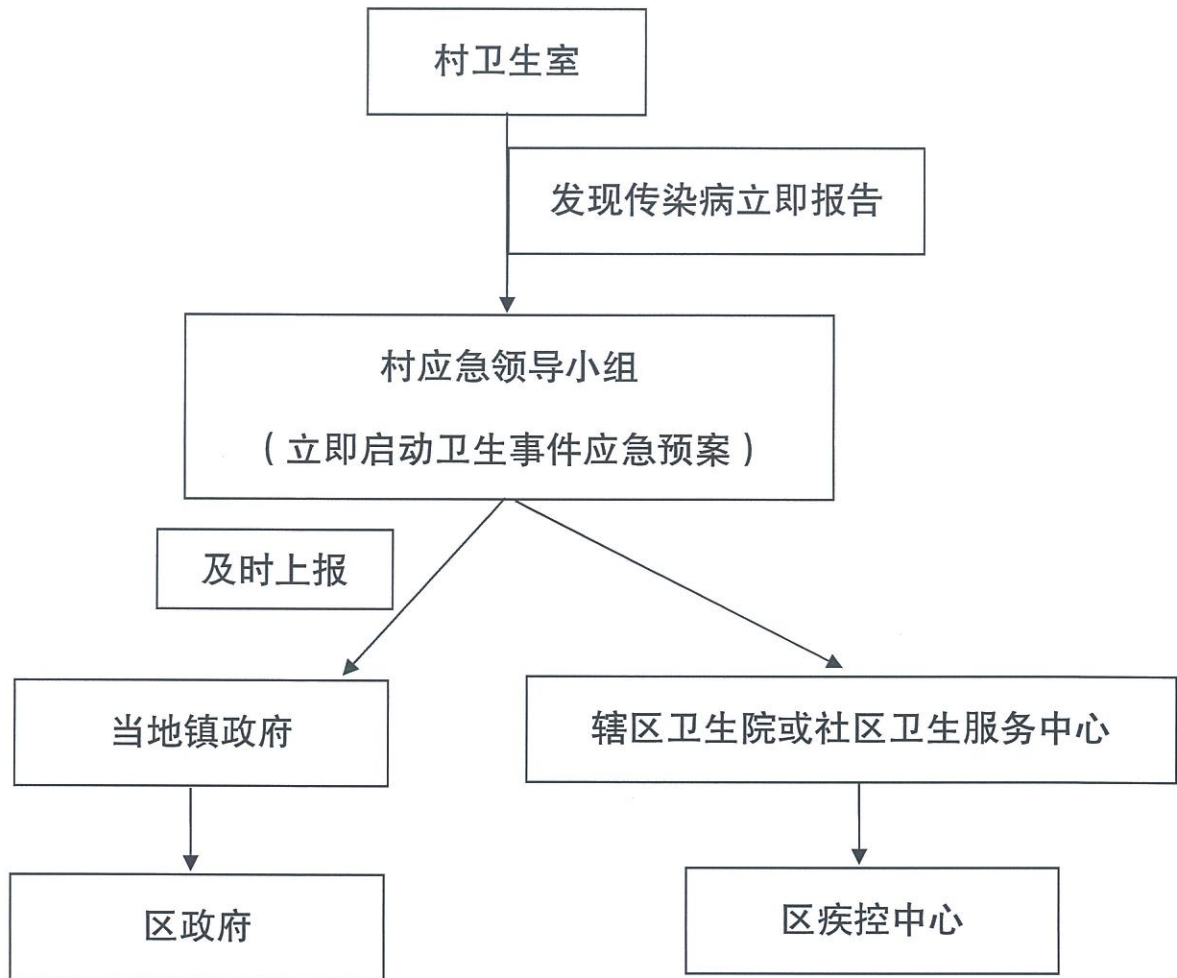 村卫生室
发现传染病立即报告
村应急领导小组
（立即启动卫生事件应急预案）
及时上报
当地镇政府
辖区卫生院或社区卫生服务中心
区政府
区疾控中心